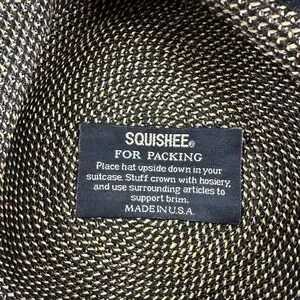 SQUISHEE®
FOR PACKING
Place hat upside down in your
suitcase. Stuff crown with hosiery,
and use surrounding articles to
support brim.
MADE IN U.S.A.